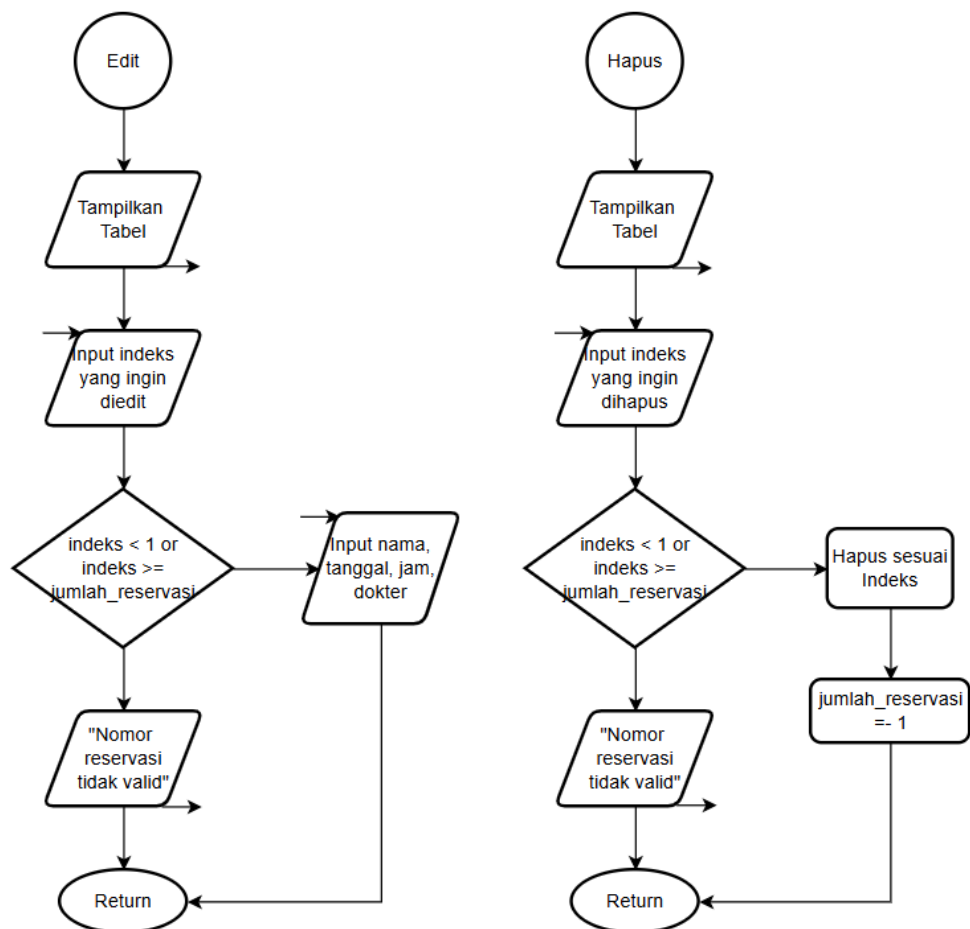 Edit
Tampilkan
Tabel
Input indeks
yang ingin
diedit
indeks < 1 or
indeks >=
jumlah_reservasi
Input nama,
tanggal, jam,
dokter
"Nomor
reservasi
tidak valid"
Return
Hapus
Tampilkan
Tabel
Input indeks
yang ingin
dihapus
indeks < 1 or
indeks >=
jumlah_reservasi
Hapus sesuai
Indeks
jumlah_reservasi
=- 1
"Nomor
reservasi
tidak valid"
Return